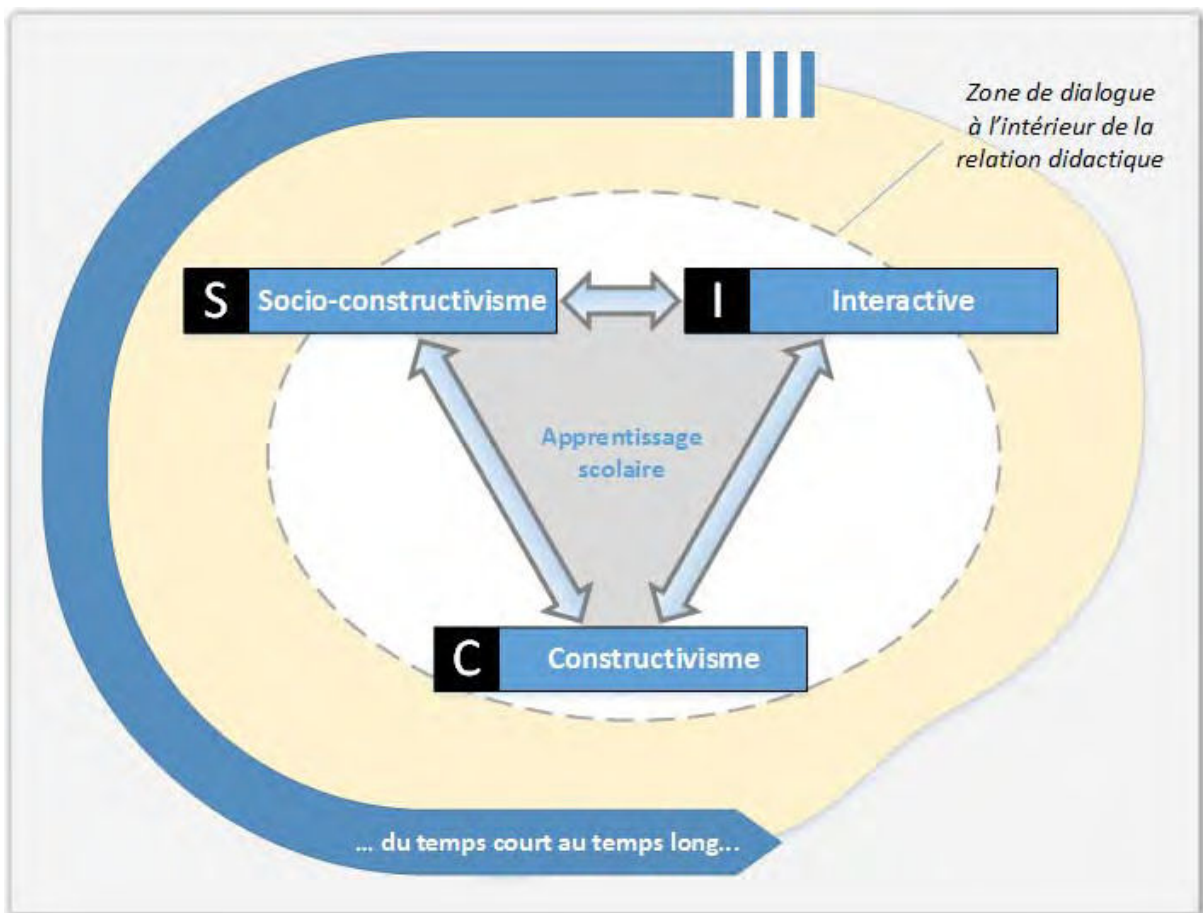 Zone de dialogue
à l’intérieur de la
relation didactique
S Socio-constructivisme
I Interactive
Apprentissage
scolaire
C Constructivisme
... du temps court au temps long...